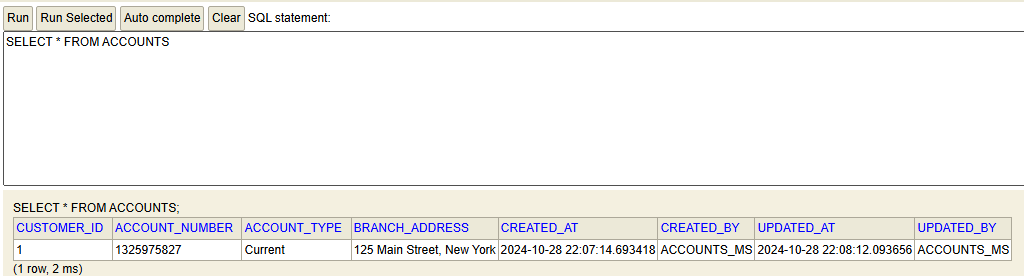 Run Run Selected Auto complete Clear SQL statement:
SELECT * FROM ACCOUNTS
SELECT * FROM ACCOUNTS;
CUSTOMER_ID ACCOUNT_NUMBER ACCOUNT_TYPE BRANCH_ADDRESS CREATED_AT CREATED_BY UPDATED_AT UPDATED_BY
1 1325975827 Current 125 Main Street, New York 2024-10-28 22:07:14.693418 ACCOUNTS_MS 2024-10-28 22:08:12.093656 ACCOUNTS_MS
(1 row, 2 ms)